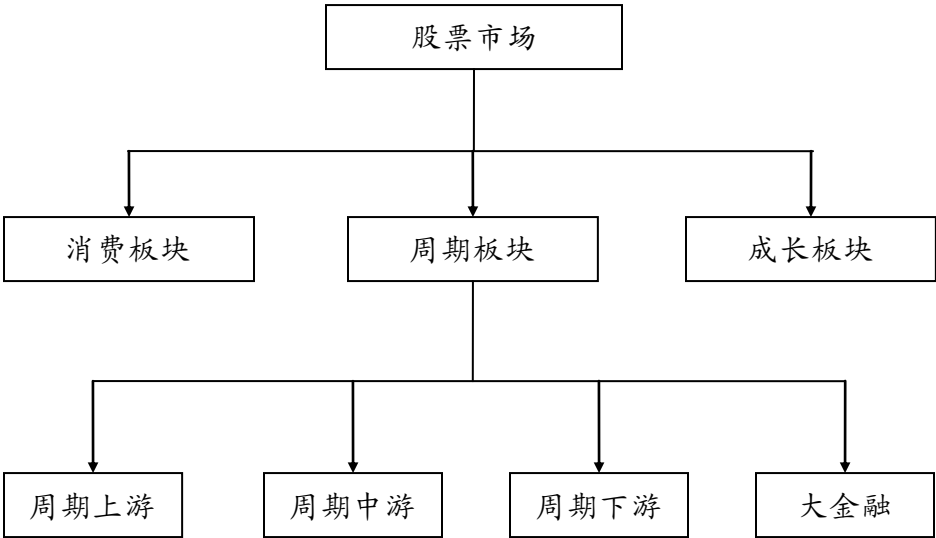 股票市场
消费板块
周期板块
成长板块
周期上游
周期中游
周期下游
大金融